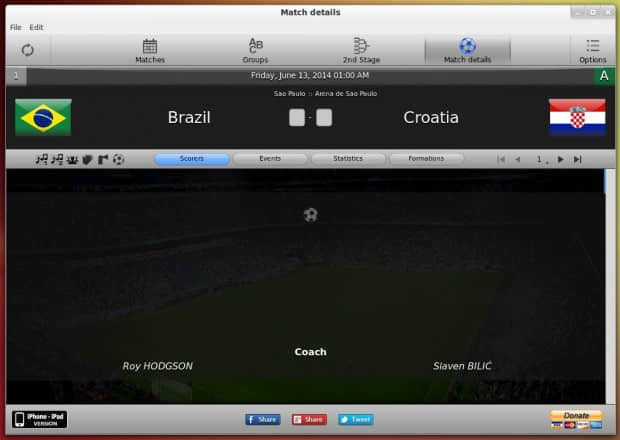 Match details
File Edit
Matches
ABC
Groups
2nd Stage
Match details
Options
1
Friday, June 13, 2014 01:00 AM
A
Sao Paulo :: Arena de Sao Paulo
Brazil
-
Croatia
Scorers
Events
Statistics
Formations
1
Coach
Roy HODGSON
Slaven BILIĆ
iPhone - iPad
VERSION
f Share
Share
Tweet
Donate